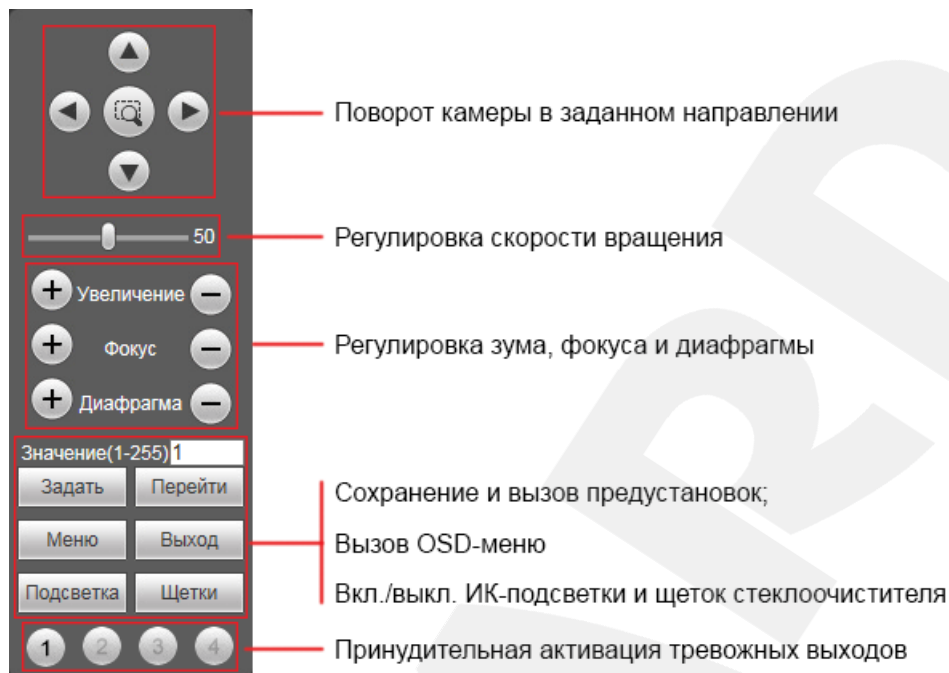 Поворот камеры в заданном направлении
50
Регулировка скорости вращения
+ Увеличение −
+ Фокус −
Регулировка зума, фокуса и диафрагмы
+ Диафрагма −
Значение(1-255) 1
Задать Перейти
Сохранение и вызов предустановок;
Меню Выход
Вызов OSD-меню
Подсветка Щетки
Вкл./выкл. ИК-подсветки и щеток стеклоочистителя
1 2 3 4
Принудительная активация тревожных выходов